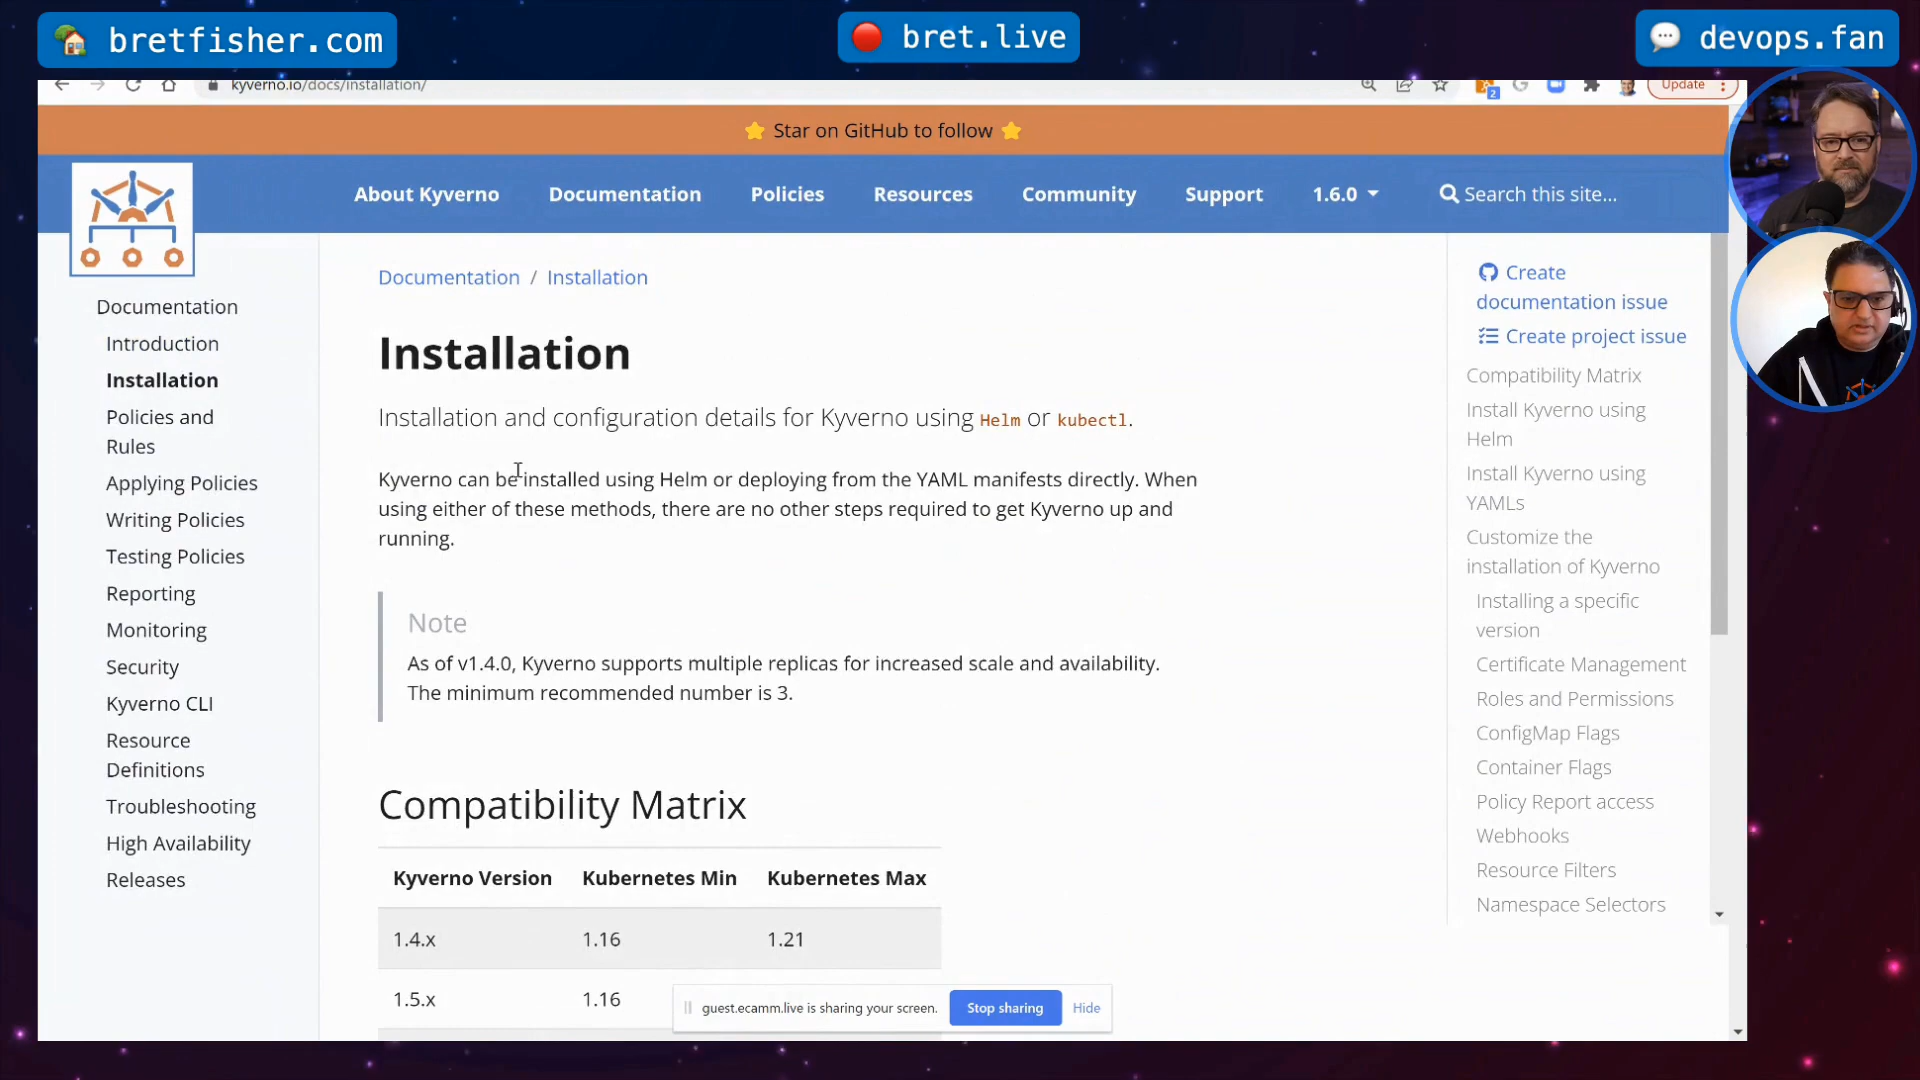 bretfisher.com
bret.live
devops.fan
kyverno.io/docs/installation/
2
Update
Star on GitHub to follow
About Kyverno
Documentation
Policies
Resources
Community
Support
1.6.0
Search this site...
Documentation
Introduction
Installation
Policies and
Rules
Applying Policies
Writing Policies
Testing Policies
Reporting
Monitoring
Security
Kyverno CLI
Resource
Definitions
Troubleshooting
High Availability
Releases
Documentation / Installation
Installation
Installation and configuration details for Kyverno using Helm or kubectl.
Kyverno can be installed using Helm or deploying from the YAML manifests directly. When
using either of these methods, there are no other steps required to get Kyverno up and
running.
Note
As of v1.4.0, Kyverno supports multiple replicas for increased scale and availability.
The minimum recommended number is 3.
Compatibility Matrix
Kyverno Version Kubernetes Min Kubernetes Max
1.4.x 1.16 1.21
1.5.x 1.16
guest.ecamm.live is sharing your screen.
Stop sharing
Hide
Create
documentation issue
Create project issue
Compatibility Matrix
Install Kyverno using
Helm
Install Kyverno using
YAMLs
Customize the
installation of Kyverno
Installing a specific
version
Certificate Management
Roles and Permissions
ConfigMap Flags
Container Flags
Policy Report access
Webhooks
Resource Filters
Namespace Selectors